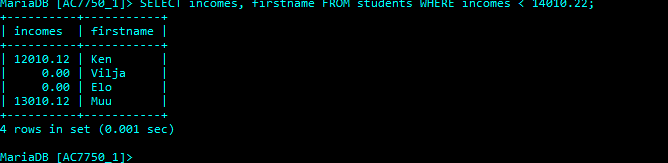 MariaDB [AC7750_1]> SELECT incomes, firstname FROM students WHERE incomes < 14010.22;
+----------+-----------+
| incomes  | firstname |
+----------+-----------+
| 12010.12 | Ken       |
|     0.00 | Vilja     |
|     0.00 | Elo       |
| 13010.12 | Muu       |
+----------+-----------+
4 rows in set (0.001 sec)
MariaDB [AC7750_1]>